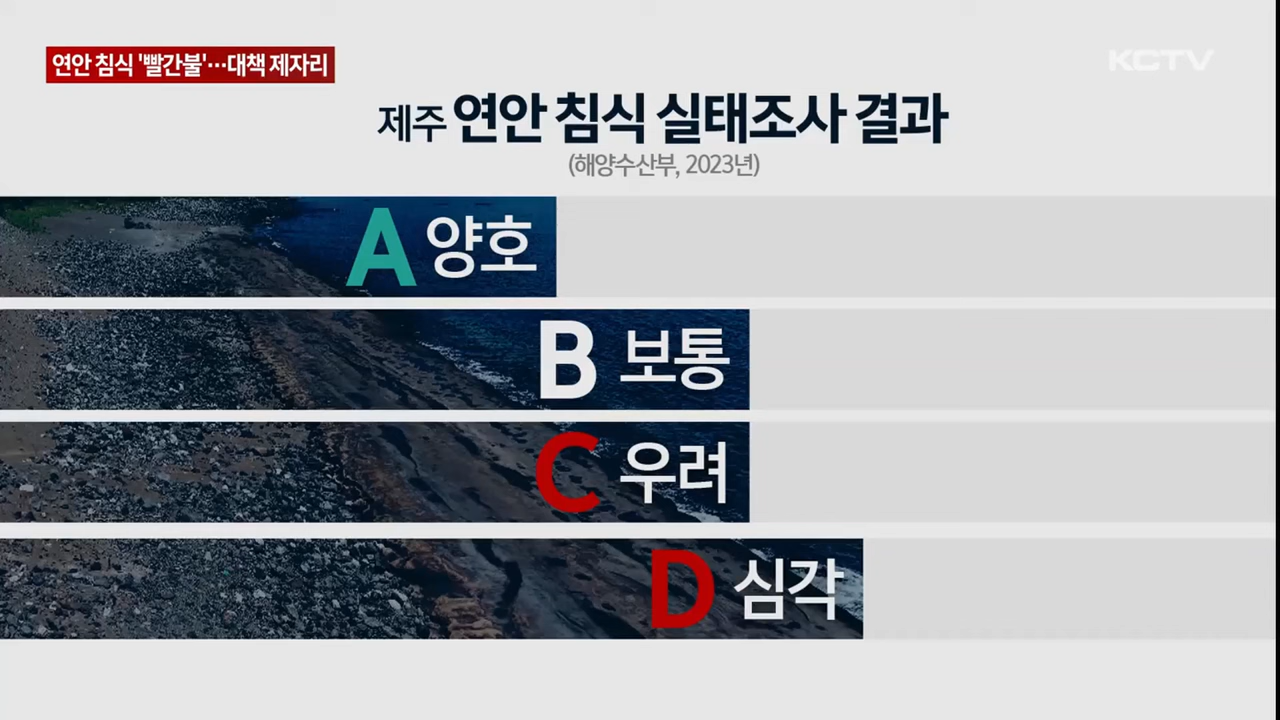 연안 침식 '빨간불'…대책 제자리
KCTV
제주 연안 침식 실태조사 결과
(해양수산부, 2023년)
A 양호
B 보통
C 우려
D 심각